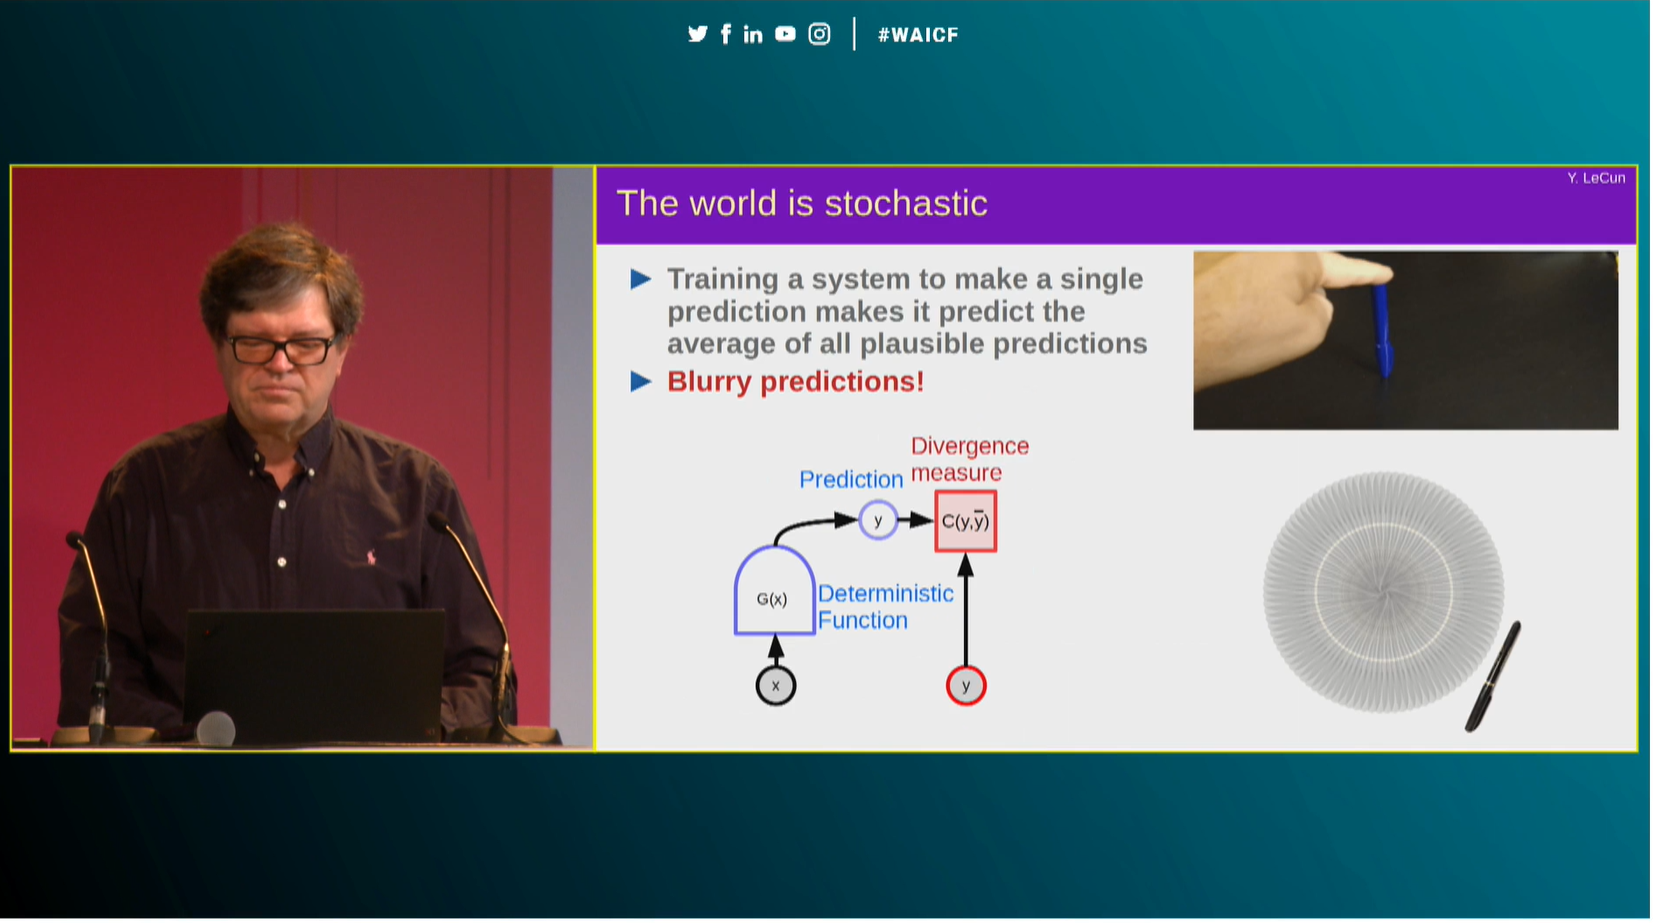 #WAICF
Y. LeCun
The world is stochastic
Training a system to make a single
prediction makes it predict the
average of all plausible predictions
Blurry predictions!
Divergence
measure
Prediction
y
C(y,y̅)
G(x)
Deterministic
Function
x
y